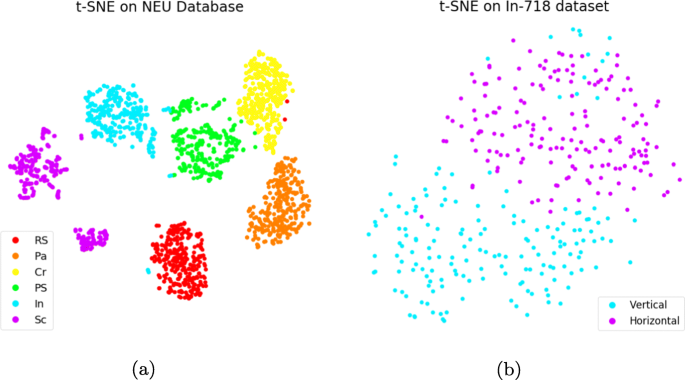 t-SNE on NEU Database
RS
Pa
Cr
PS
In
Sc
(a)
t-SNE on In-718 dataset
Vertical
Horizontal
(b)